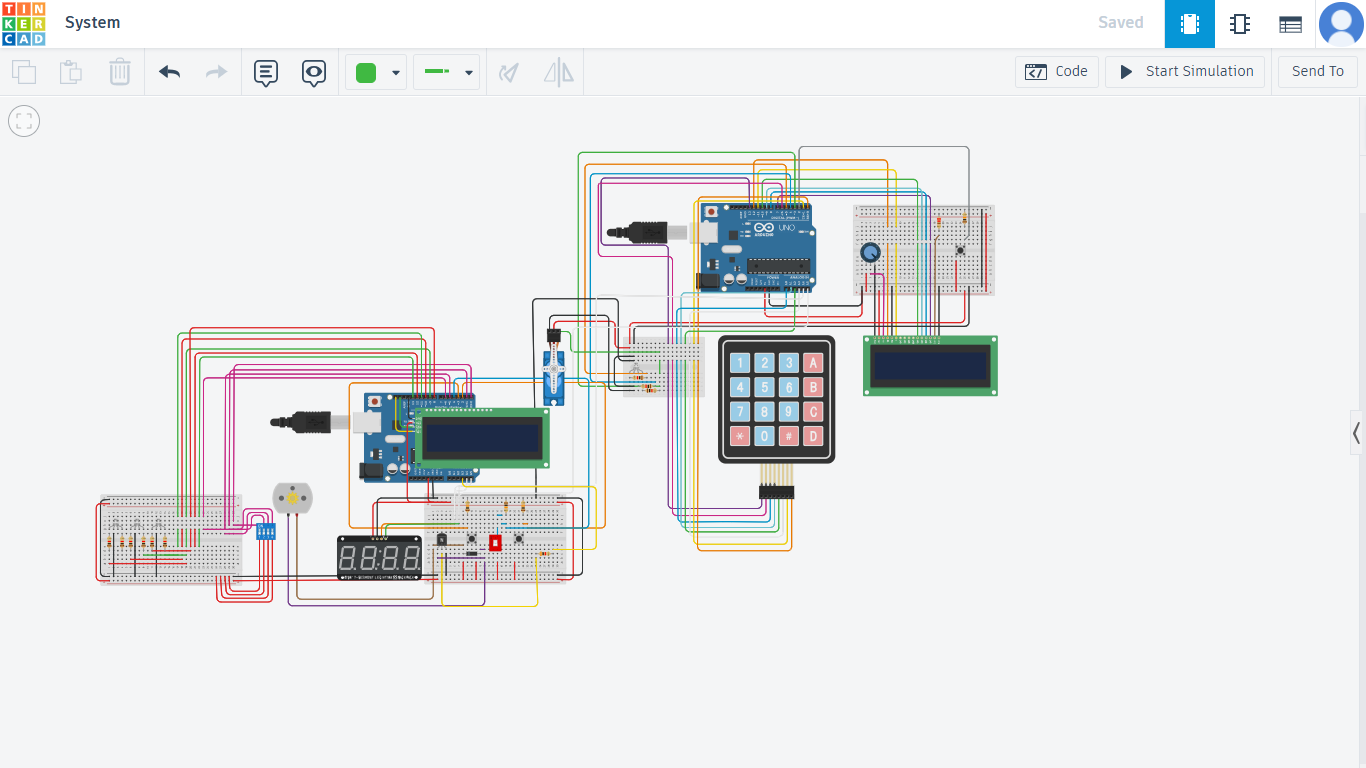 TIN
KER
CAD
System
Saved
Code
Start Simulation
Send To
UNO
ARDUINO
1 2 3 A
4 5 6 B
7 8 9 C
* 0 # D